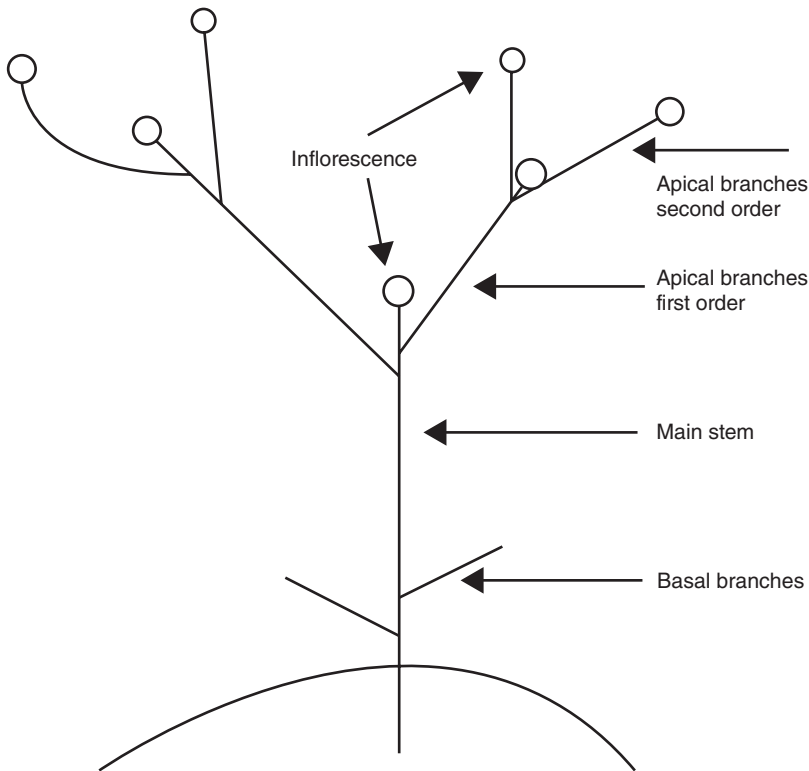 Inflorescence
Apical branches
second order
Apical branches
first order
Main stem
Basal branches